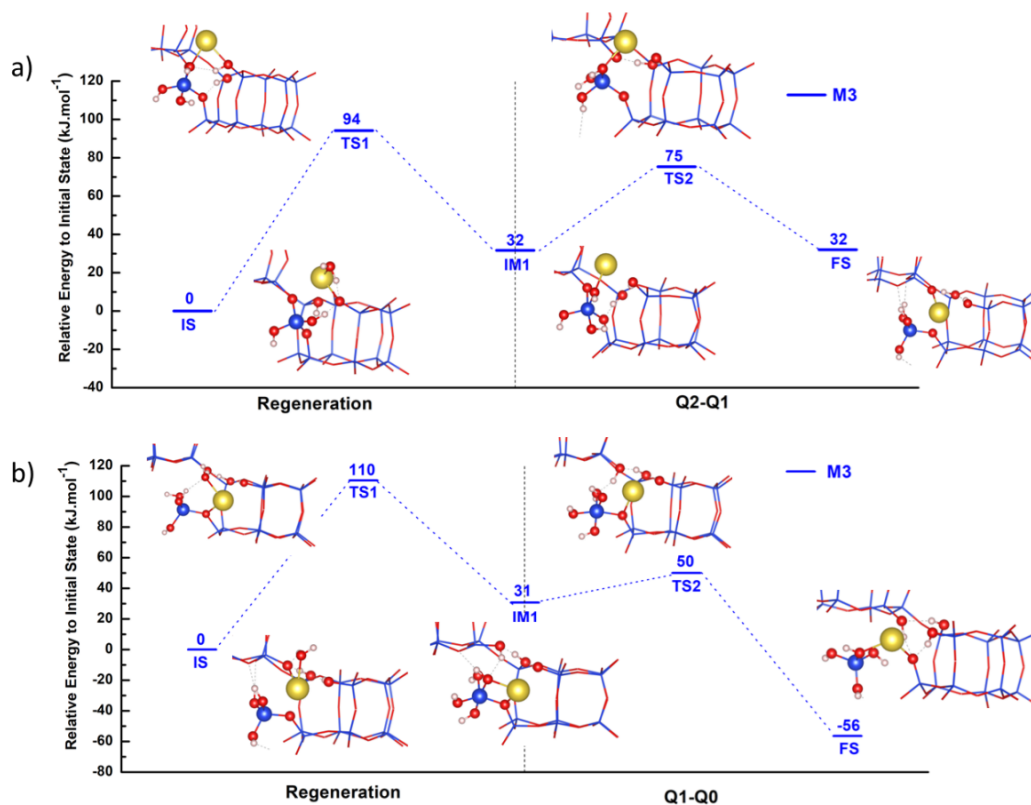 a)
Relative Energy to Initial State (kJ.mol⁻¹)
120
100
80
60
40
20
0
-20
-40
M3
94
TS1
75
TS2
32
IM1
32
FS
0
IS
Regeneration Q2-Q1
b)
Relative Energy to Initial State (kJ.mol⁻¹)
120
100
80
60
40
20
0
-20
-40
-60
-80
M3
110
TS1
50
TS2
31
IM1
0
IS
-56
FS
Regeneration Q1-Q0